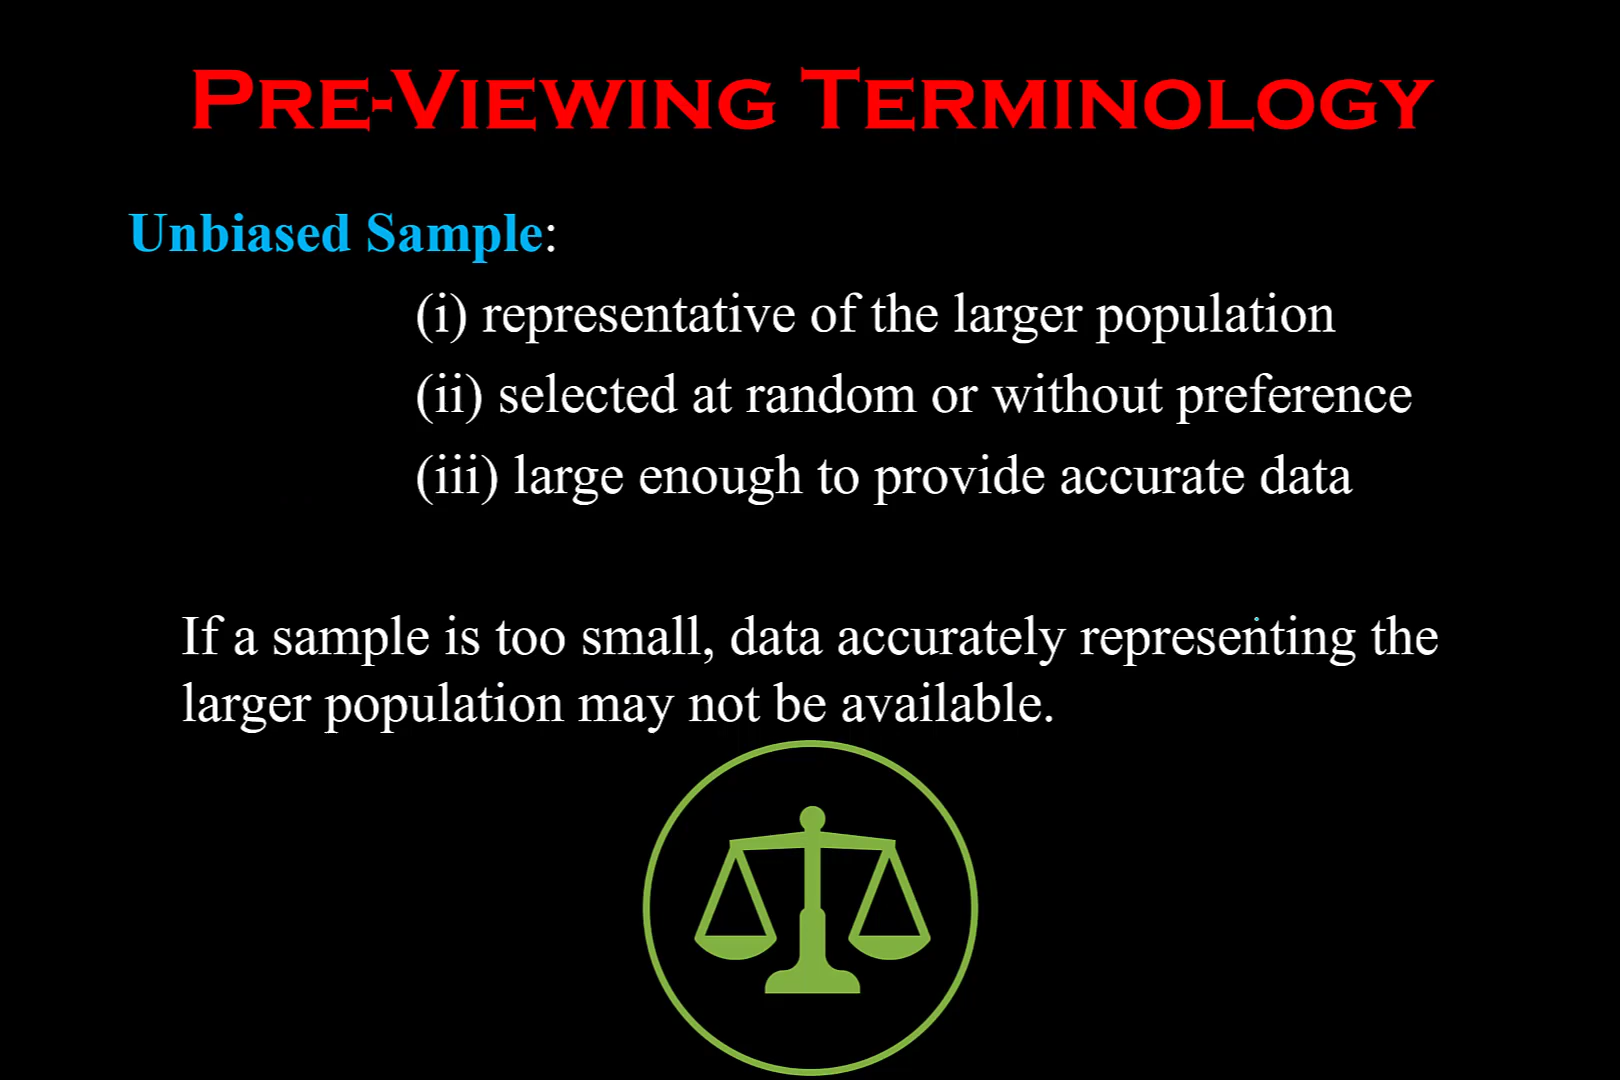 Pre-Viewing Terminology
Unbiased Sample:
(i) representative of the larger population
(ii) selected at random or without preference
(iii) large enough to provide accurate data
If a sample is too small, data accurately representing the
larger population may not be available.